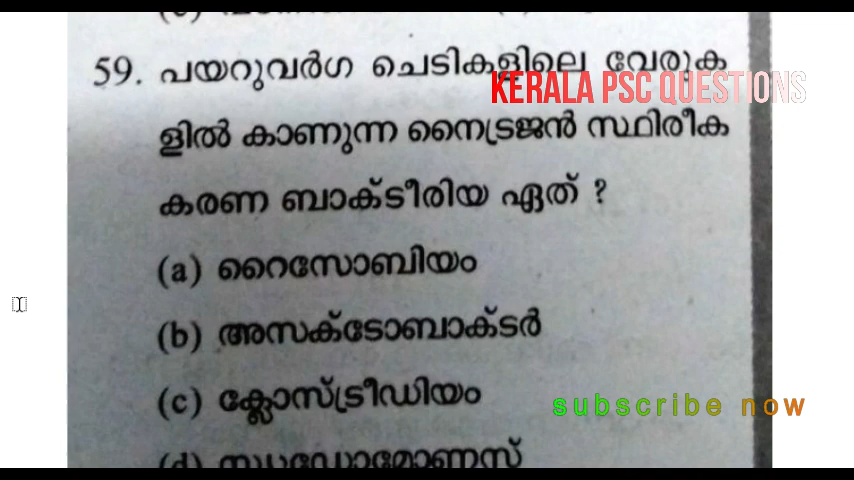 59. പയറുവർഗ ചെടികളിലെ വേരുക
KERALA PSC QUESTIONS
ളിൽ കാണുന്ന നൈട്രജൻ സ്ഥിരീക
കരണ ബാക്ടീരിയ ഏത് ?
(a) റൈസോബിയം
(b) അസക്ടോബാക്ടർ
(c) ക്ലോസ്ട്രീഡിയം
subscribe now
(d)